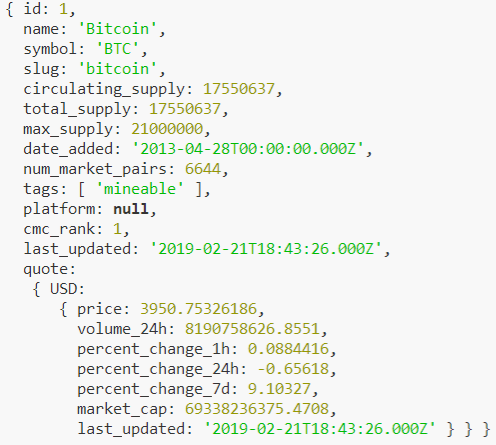 { id: 1,
name: 'Bitcoin',
symbol: 'BTC',
slug: 'bitcoin',
circulating_supply: 17550637,
total_supply: 17550637,
max_supply: 21000000,
date_added: '2013-04-28T00:00:00.000Z',
num_market_pairs: 6644,
tags: [ 'mineable' ],
platform: null,
cmc_rank: 1,
last_updated: '2019-02-21T18:43:26.000Z',
quote:
{ USD:
{ price: 3950.75326186,
volume_24h: 8190758626.8551,
percent_change_1h: 0.0884416,
percent_change_24h: -0.65618,
percent_change_7d: 9.10327,
market_cap: 69338236375.4708,
last_updated: '2019-02-21T18:43:26.000Z' } } }